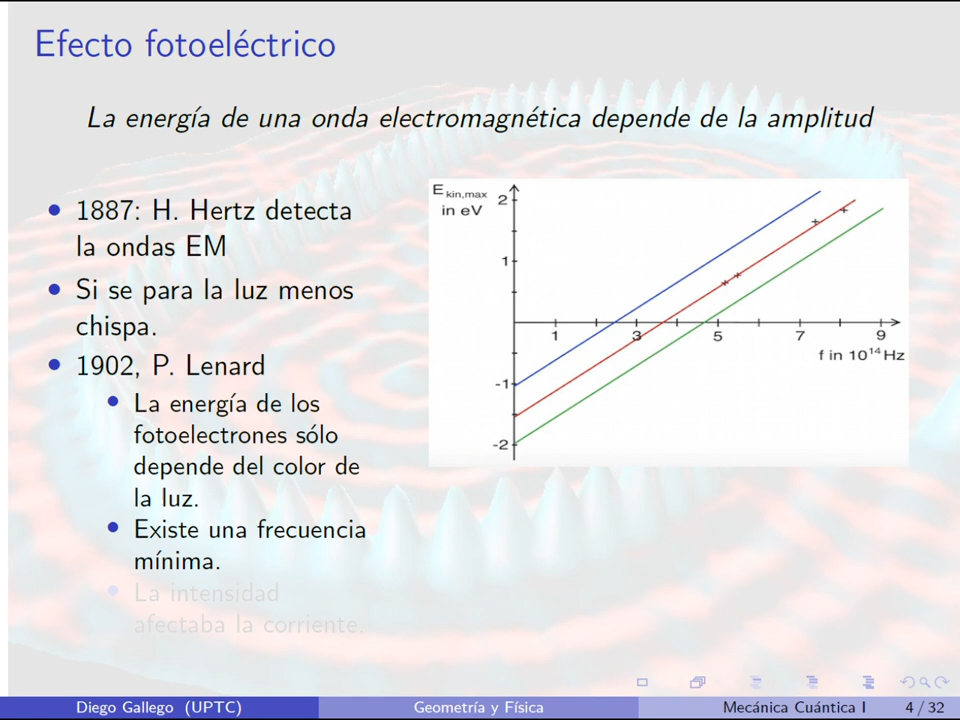 Efecto fotoeléctrico
La energía de una onda electromagnética depende de la amplitud
• 1887: H. Hertz detecta
la ondas EM
• Si se para la luz menos
chispa.
• 1902, P. Lenard
• La energía de los
fotoelectrones sólo
depende del color de
la luz.
• Existe una frecuencia
mínima.
• La intensidad
afectaba la corriente.
E kin,max
in eV
2
1
-1
-2
1 3 5 7 9
f in 10¹⁴ Hz
Diego Gallego (UPTC) Geometría y Física Mecánica Cuántica I 4 / 32